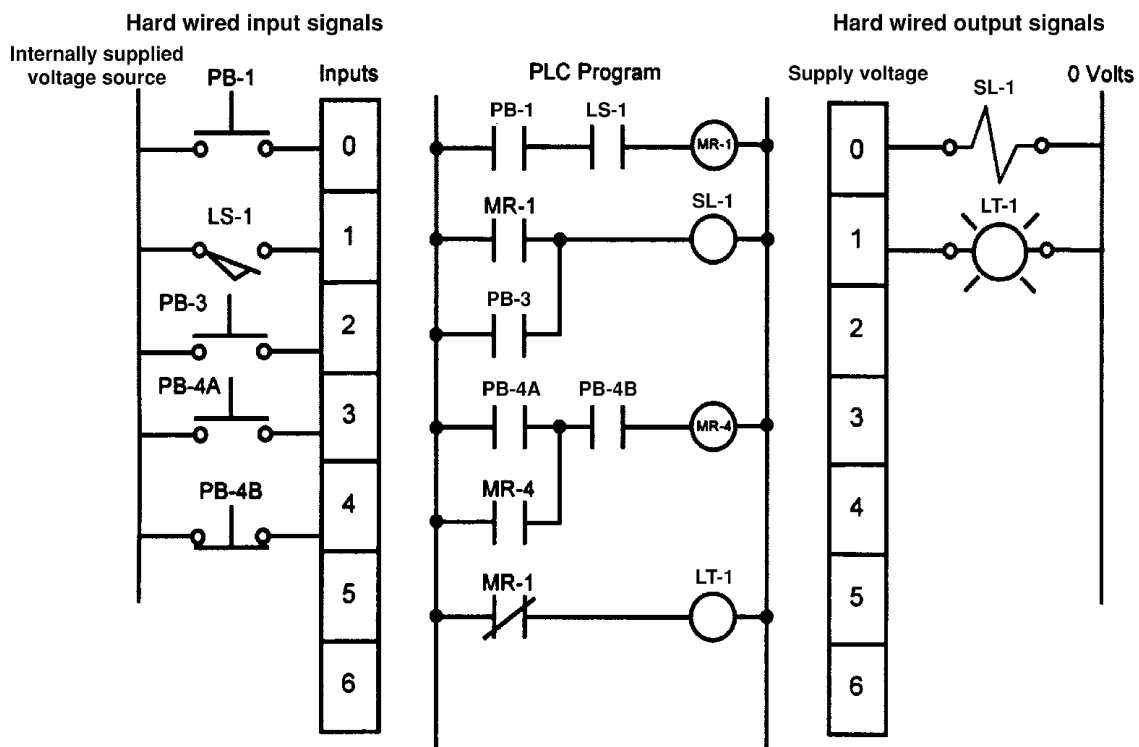 Hard wired input signals
Hard wired output signals
Internally supplied
voltage source
PB-1
Inputs
PLC Program
Supply voltage
SL-1
0 Volts
PB-1
LS-1
0
MR-1
0
LS-1
1
MR-1
SL-1
LT-1
1
PB-3
2
PB-3
2
PB-4A
3
PB-4A
PB-4B
MR-4
3
PB-4B
4
MR-4
4
5
MR-1
LT-1
5
6
6